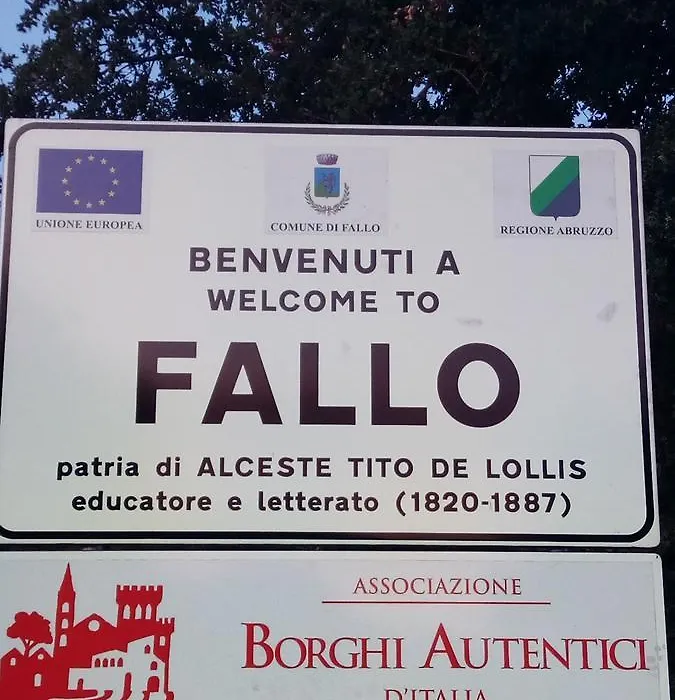 UNIONE EUROPEA
COMUNE DI FALLO
REGIONE ABRUZZO
BENVENUTI A
WELCOME TO
FALLO
patria di ALCESTE TITO DE LOLLIS
educatore e letterato (1820-1887)
ASSOCIAZIONE
BORGHI AUTENTICI
D'ITALIA